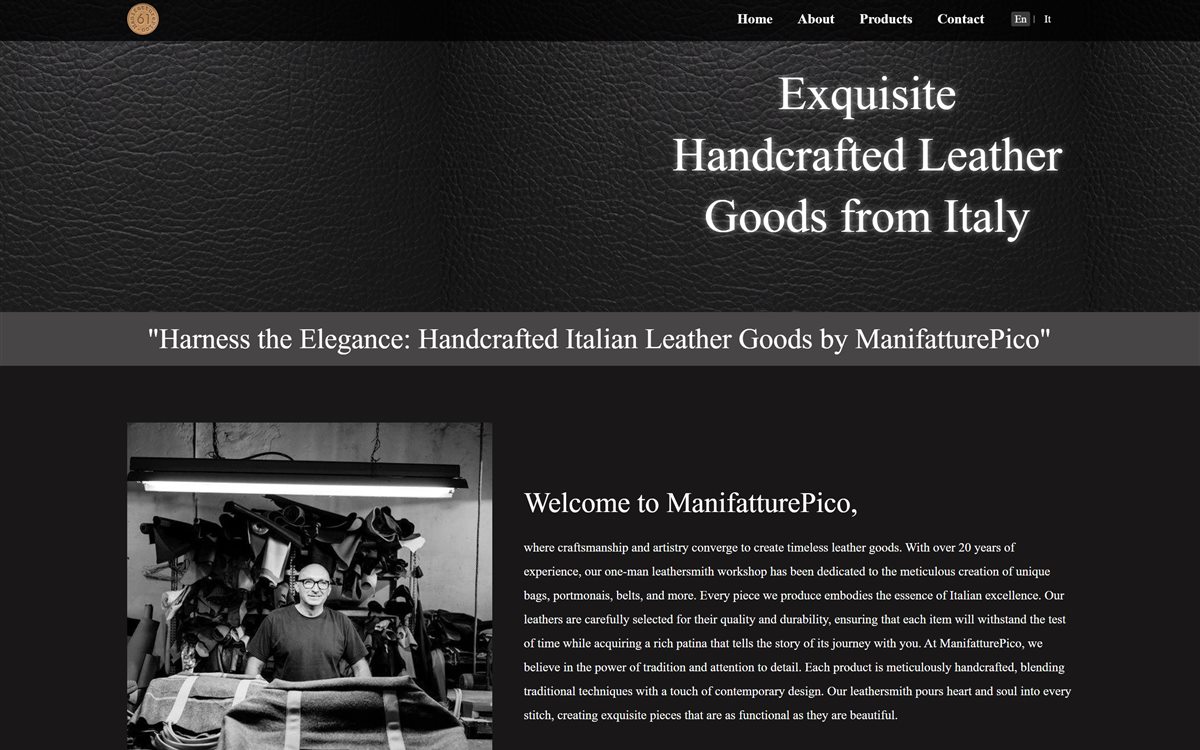 61
Home About Products Contact En | It
Exquisite
Handcrafted Leather
Goods from Italy
"Harness the Elegance: Handcrafted Italian Leather Goods by ManifatturePico"
Welcome to ManifatturePico,
where craftsmanship and artistry converge to create timeless leather goods. With over 20 years of
experience, our one-man leathersmith workshop has been dedicated to the meticulous creation of unique
bags, portmonais, belts, and more. Every piece we produce embodies the essence of Italian excellence. Our
leathers are carefully selected for their quality and durability, ensuring that each item will withstand the test
of time while acquiring a rich patina that tells the story of its journey with you. At ManifatturePico, we
believe in the power of tradition and attention to detail. Each product is meticulously handcrafted, blending
traditional techniques with a touch of contemporary design. Our leathersmith pours heart and soul into every
stitch, creating exquisite pieces that are as functional as they are beautiful.